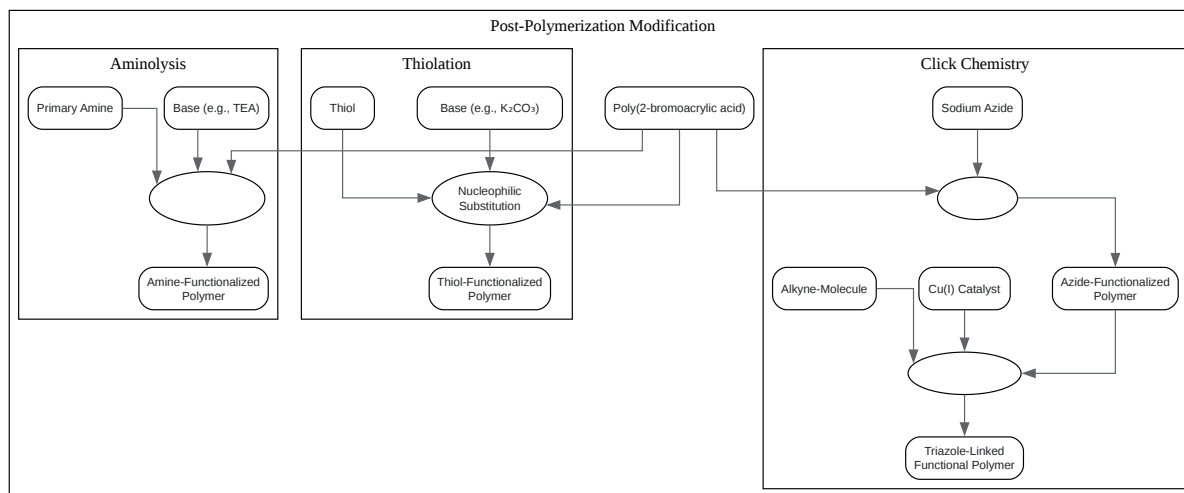 Post-Polymerization Modification
Aminolysis
Primary Amine
Base (e.g., TEA)
Amine-Functionalized
Polymer
Thiolation
Thiol
Base (e.g., K₂CO₃)
Nucleophilic
Substitution
Thiol-Functionalized
Polymer
Poly(2-bromoacrylic acid)
Click Chemistry
Sodium Azide
Alkyne-Molecule
Cu(I) Catalyst
Azide-Functionalized
Polymer
Triazole-Linked
Functional Polymer